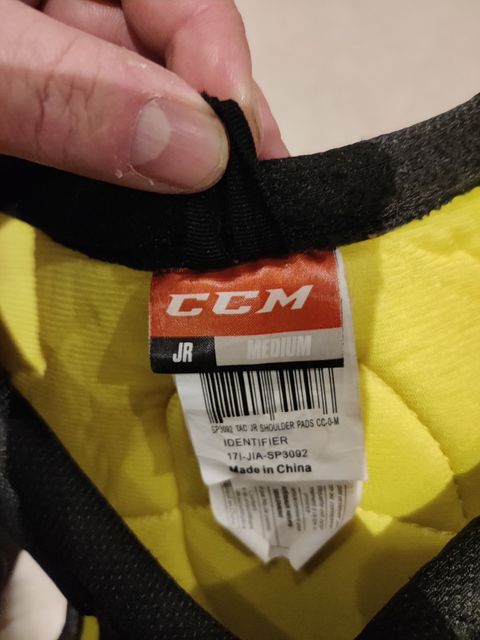 CCM
JR MEDIUM
SP3092 TAC JR SHOULDER PADS CC-0-M
IDENTIFIER
17I-JIA-SP3092
Made in China